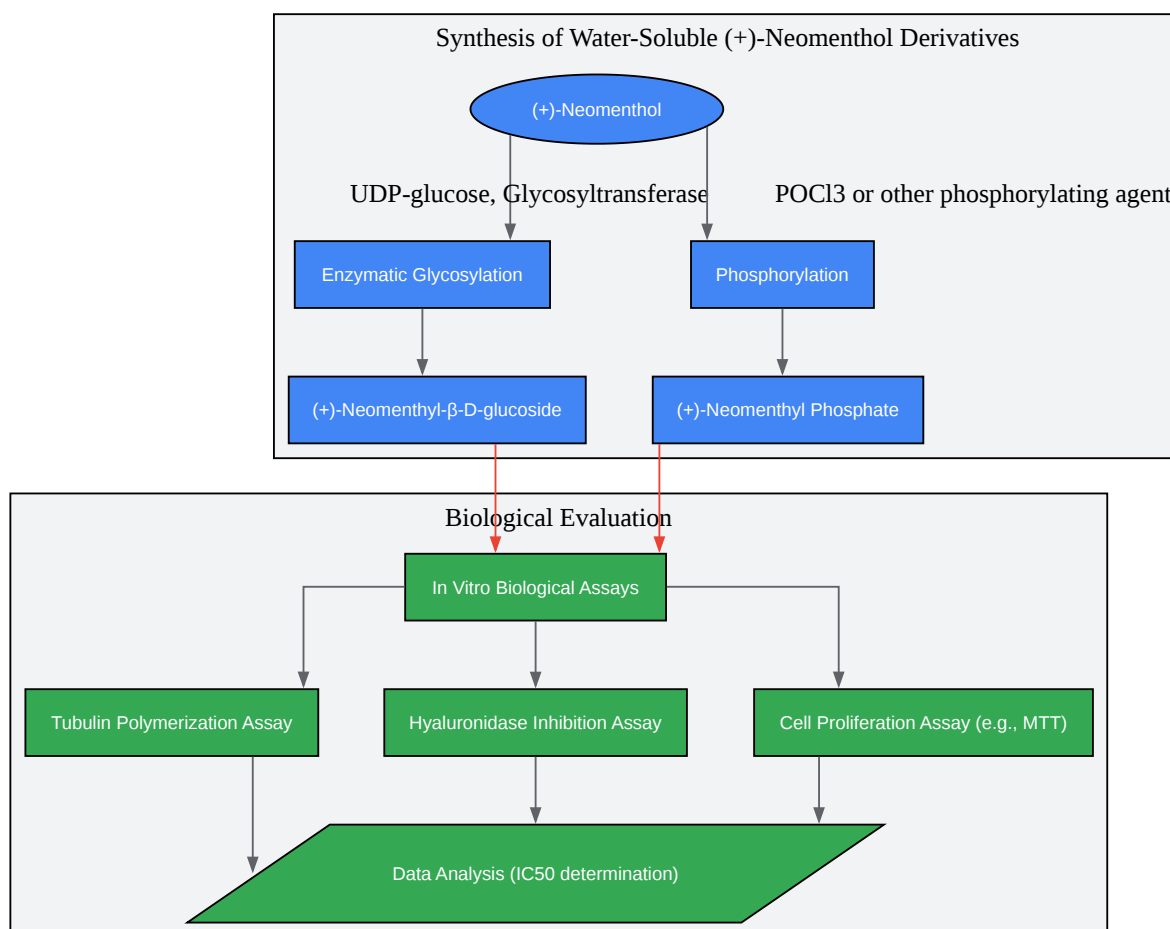 Synthesis of Water-Soluble (+)-Neomenthol Derivatives
(+)-Neomenthol
UDP-glucose, Glycosyltransferase
POCl3 or other phosphorylating agent
Enzymatic Glycosylation
Phosphorylation
(+)-Neomenthyl-β-D-glucoside
(+)-Neomenthyl Phosphate
Biological Evaluation
In Vitro Biological Assays
Tubulin Polymerization Assay
Hyaluronidase Inhibition Assay
Cell Proliferation Assay (e.g., MTT)
Data Analysis (IC50 determination)